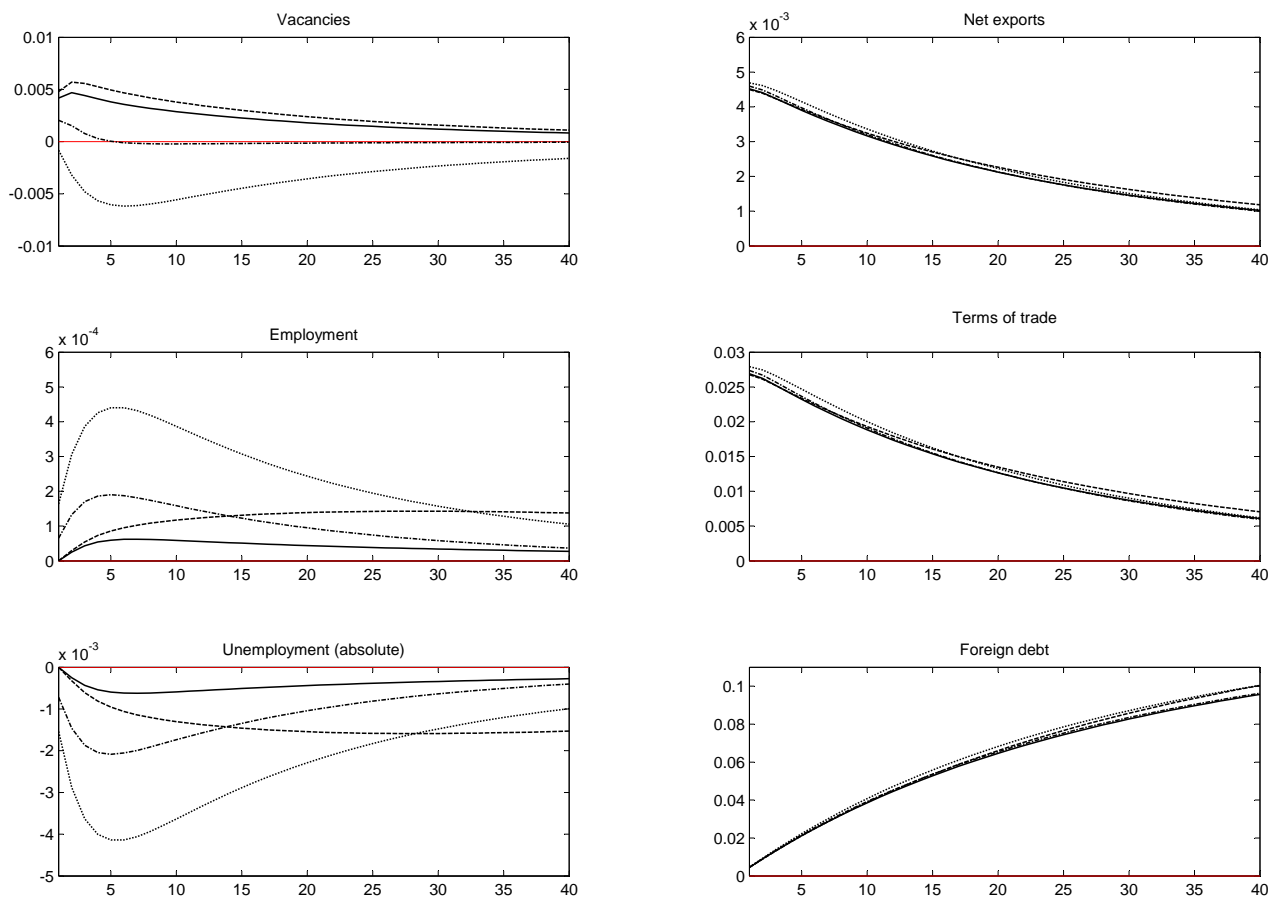 Vacancies
0.01
0.005
0
-0.005
-0.01
5 10 15 20 25 30 35 40
Net exports
x 10-3
6
5
4
3
2
1
0
5 10 15 20 25 30 35 40
Employment
x 10-4
6
5
4
3
2
1
0
5 10 15 20 25 30 35 40
Terms of trade
0.03
0.025
0.02
0.015
0.01
0.005
0
5 10 15 20 25 30 35 40
Unemployment (absolute)
x 10-3
0
-1
-2
-3
-4
-5
5 10 15 20 25 30 35 40
Foreign debt
0.1
0.08
0.06
0.04
0.02
0
5 10 15 20 25 30 35 40